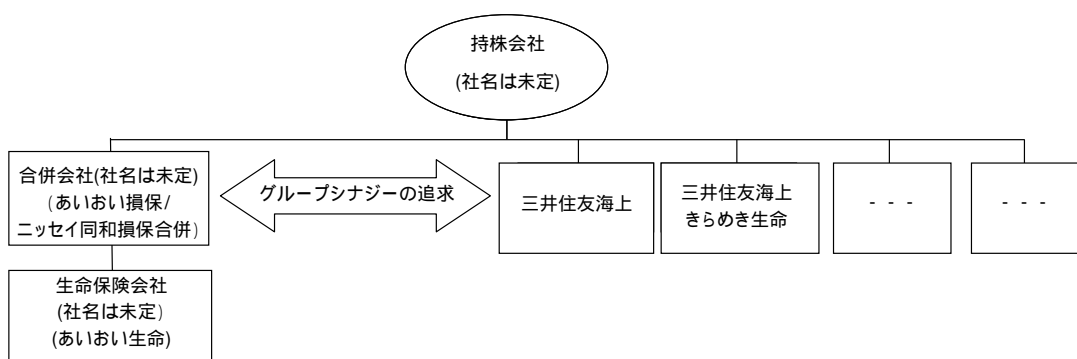 持株会社
(社名は未定)
合併会社(社名は未定)
(あいおい損保/
ニッセイ同和損保合併)
グループシナジーの追求
三井住友海上
三井住友海上
きらめき生命
- - -
- - -
生命保険会社
(社名は未定)
(あいおい生命)